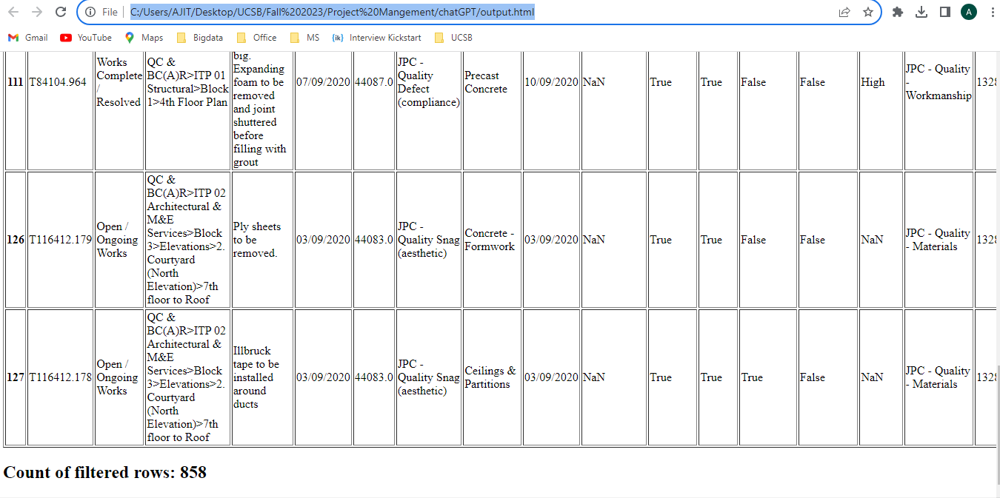 File
C:/Users/AJIT/Desktop/UCSB/Fall%202023/Project%20Mangement/chatGPT/output.html
A
Gmail
YouTube
Maps
Bigdata
Office
MS
{ik}
Interview Kickstart
UCSB
111
T84104.964
Works
Complete
/
Resolved
QC &
BC(A)R>ITP 01
Structural>Block
1>4th Floor Plan
big.
Expanding
foam to be
removed
and joint
shuttered
before
filling with
grout
07/09/2020
44087.0
JPC -
Quality
Defect
(compliance)
Precast
Concrete
10/09/2020
NaN
True
True
False
False
High
JPC - Quality
-
Workmanship
1328
126
T116412.179
Open /
Ongoing
Works
QC &
BC(A)R>ITP 02
Architectural &
M&E
Services>Block
3>Elevations>2.
Courtyard
(North
Elevation)>7th
floor to Roof
Ply sheets
to be
removed.
03/09/2020
44083.0
JPC -
Quality Snag
(aesthetic)
Concrete -
Formwork
03/09/2020
NaN
True
True
False
False
NaN
JPC - Quality
- Materials
1328
127
T116412.178
Open /
Ongoing
Works
QC &
BC(A)R>ITP 02
Architectural &
M&E
Services>Block
3>Elevations>2.
Courtyard
(North
Elevation)>7th
floor to Roof
Illbruck
tape to be
installed
around
ducts
03/09/2020
44083.0
JPC -
Quality Snag
(aesthetic)
Ceilings &
Partitions
03/09/2020
NaN
True
True
True
False
NaN
JPC - Quality
- Materials
1328
Count of filtered rows: 858